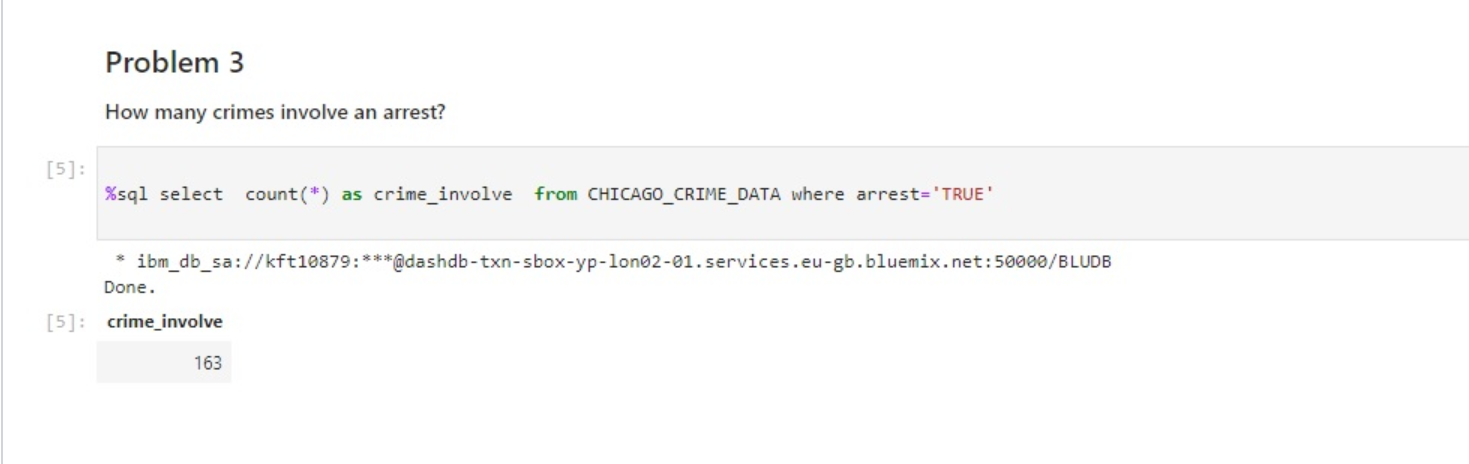 Problem 3
How many crimes involve an arrest?
[5]:
%sql select  count(*) as crime_involve  from CHICAGO_CRIME_DATA where arrest='TRUE'
* ibm_db_sa://kft10879:***@dashdb-txn-sbox-yp-lon02-01.services.eu-gb.bluemix.net:50000/BLUDB
Done.
[5]: crime_involve
163